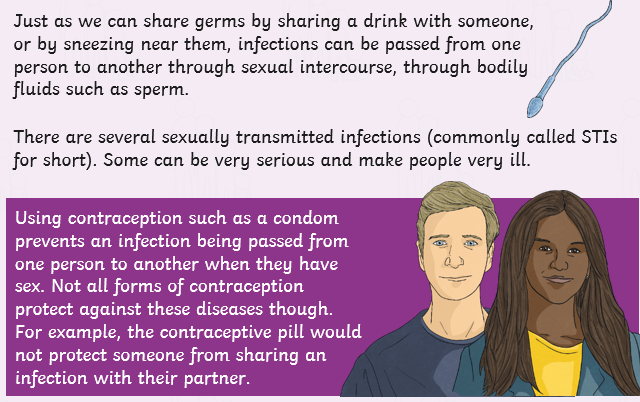 Just as we can share germs by sharing a drink with someone,
or by sneezing near them, infections can be passed from one
person to another through sexual intercourse, through bodily
fluids such as sperm.
There are several sexually transmitted infections (commonly called STIs
for short). Some can be very serious and make people very ill.
Using contraception such as a condom
prevents an infection being passed from
one person to another when they have
sex. Not all forms of contraception
protect against these diseases though.
For example, the contraceptive pill would
not protect someone from sharing an
infection with their partner.